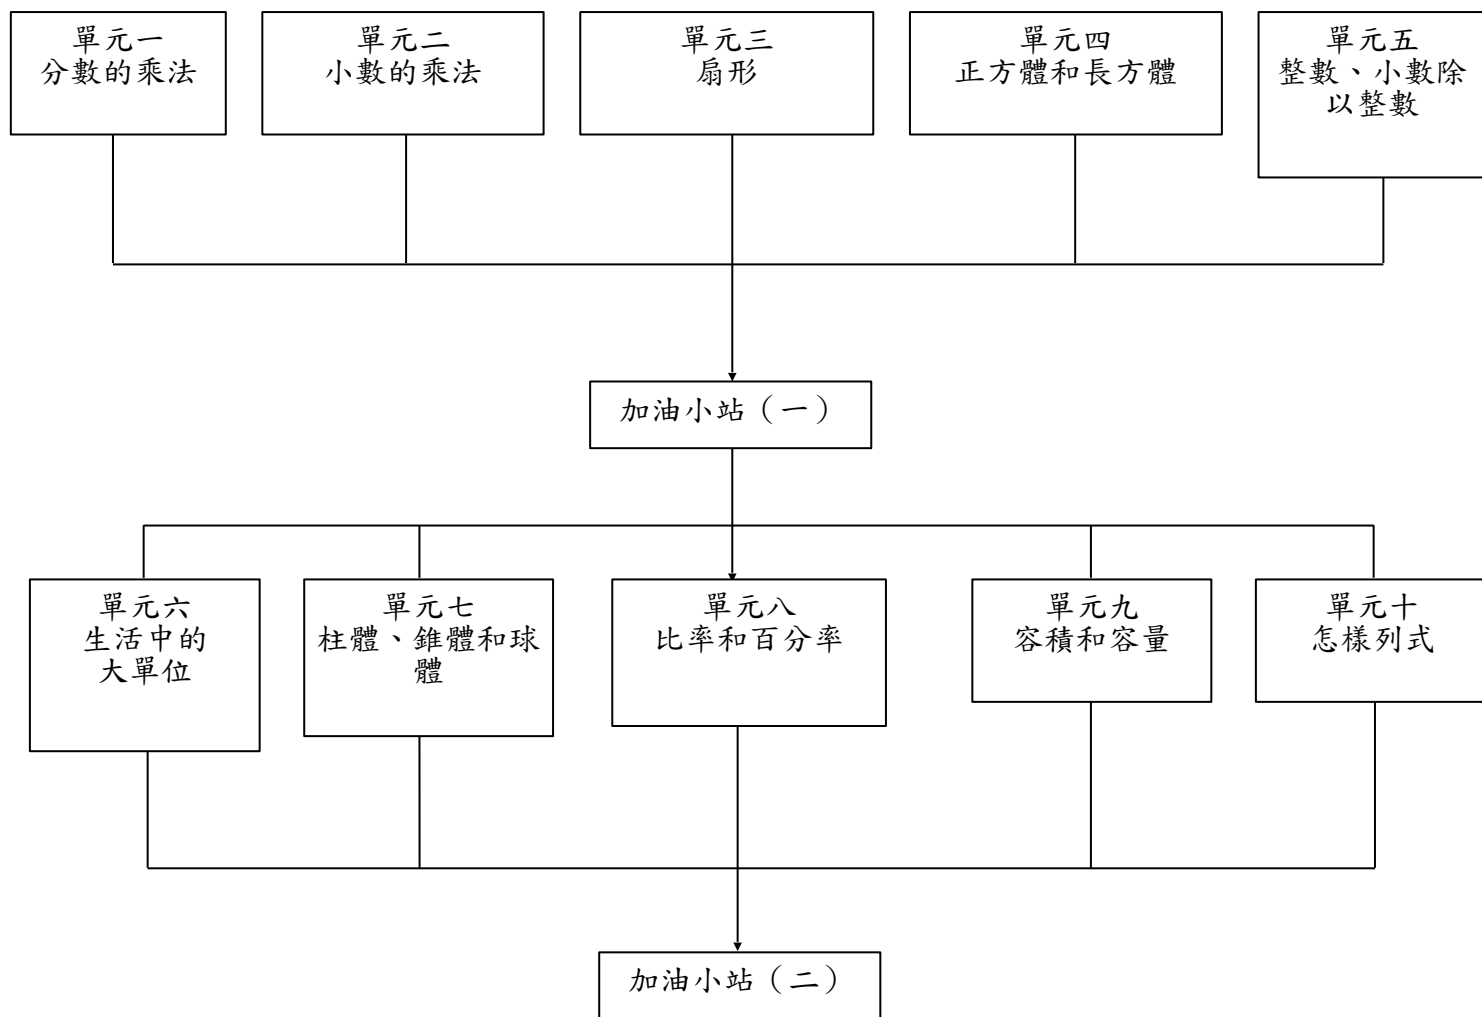 單元一
分數的乘法
單元二
小數的乘法
單元三
扇形
單元四
正方體和長方體
單元五
整數、小數除
以整數
加油小站（一）
單元六
生活中的
大單位
單元七
柱體、錐體和球
體
單元八
比率和百分率
單元九
容積和容量
單元十
怎樣列式
加油小站（二）